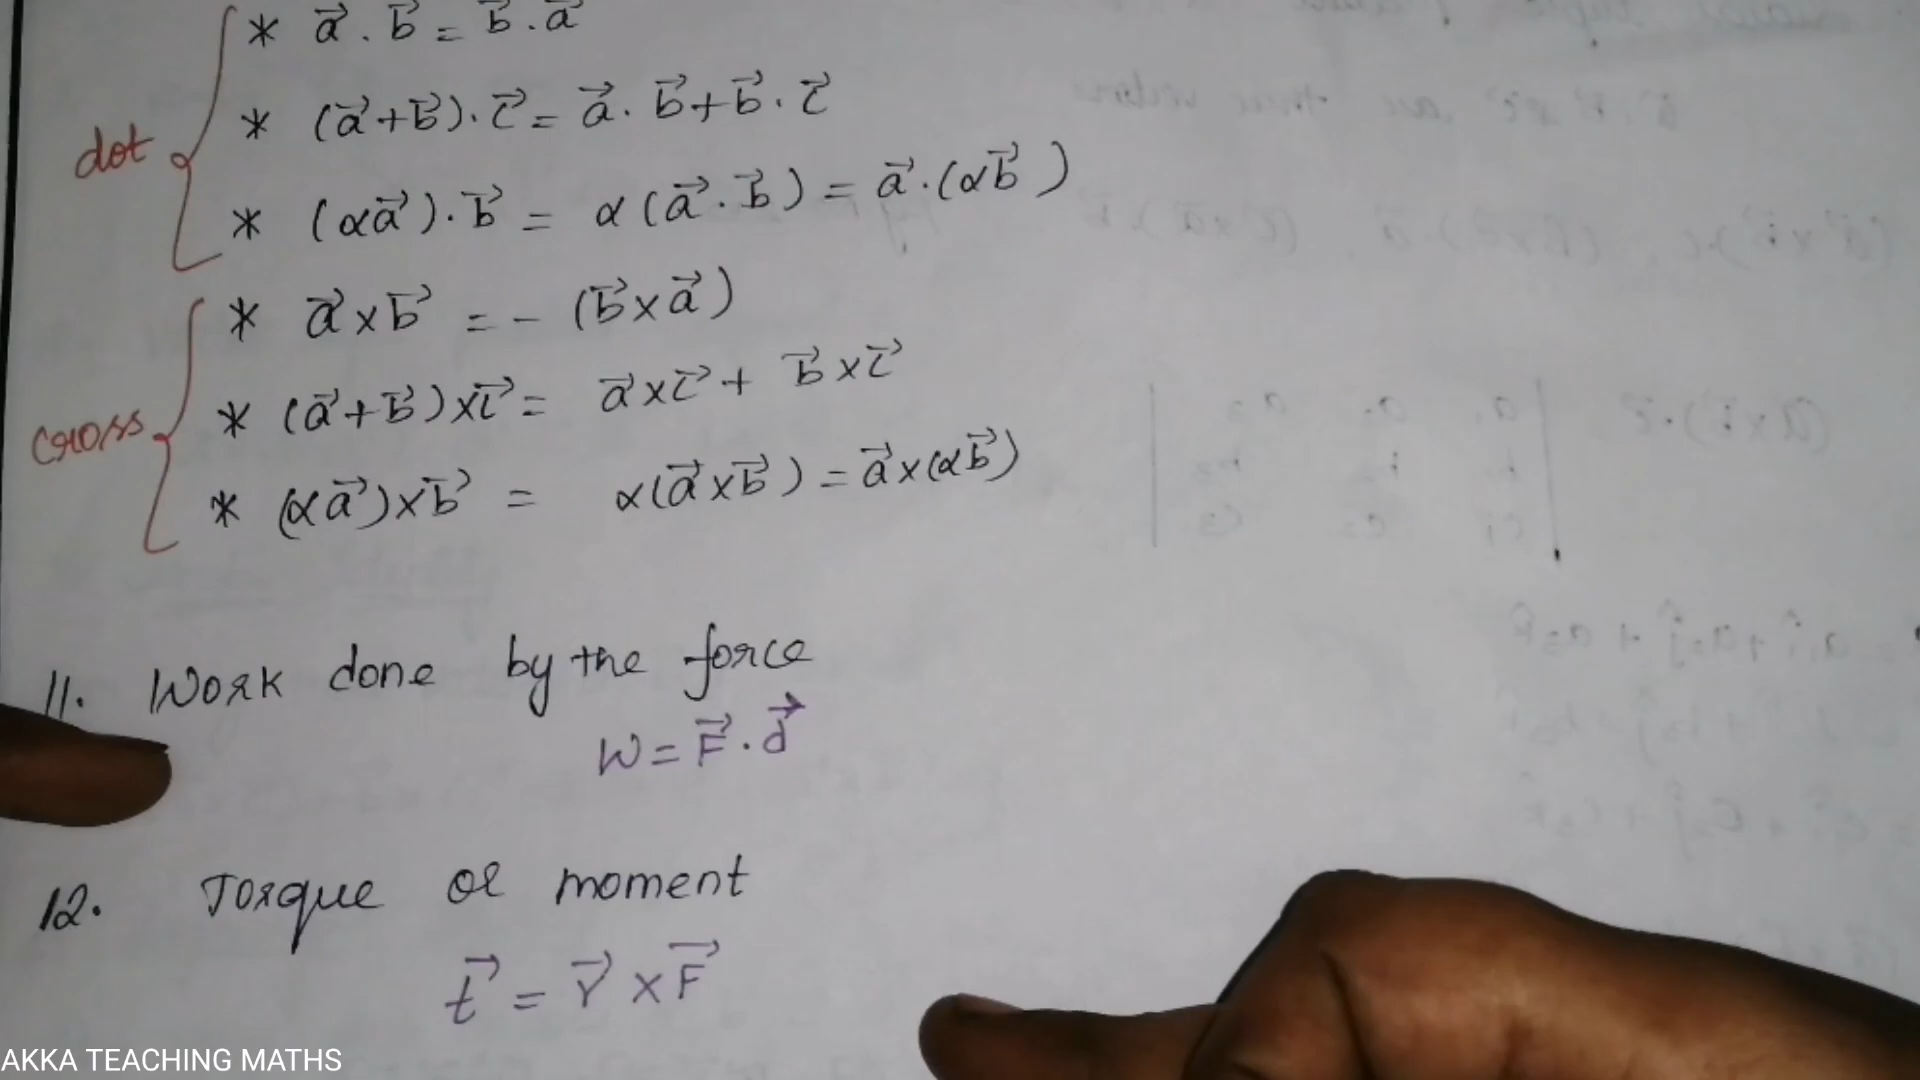 * a⃗ . b⃗ = b⃗ . a⃗
* (a⃗+b⃗). c⃗ = a⃗. b⃗+b⃗. c⃗
dot
* (αa⃗). b⃗ = α(a⃗. b⃗) = a⃗.(αb⃗)
* a⃗×b⃗ = - (b⃗×a⃗)
* (a⃗+b⃗)×c⃗ = a⃗×c⃗+ b⃗×c⃗
cross
* (αa⃗)×b⃗ = α(a⃗×b⃗) = a⃗×(αb⃗)
11. Work done by the force
W = F⃗ . d⃗
12. Torque or moment
t⃗ = r⃗ × F⃗
AKKA TEACHING MATHS